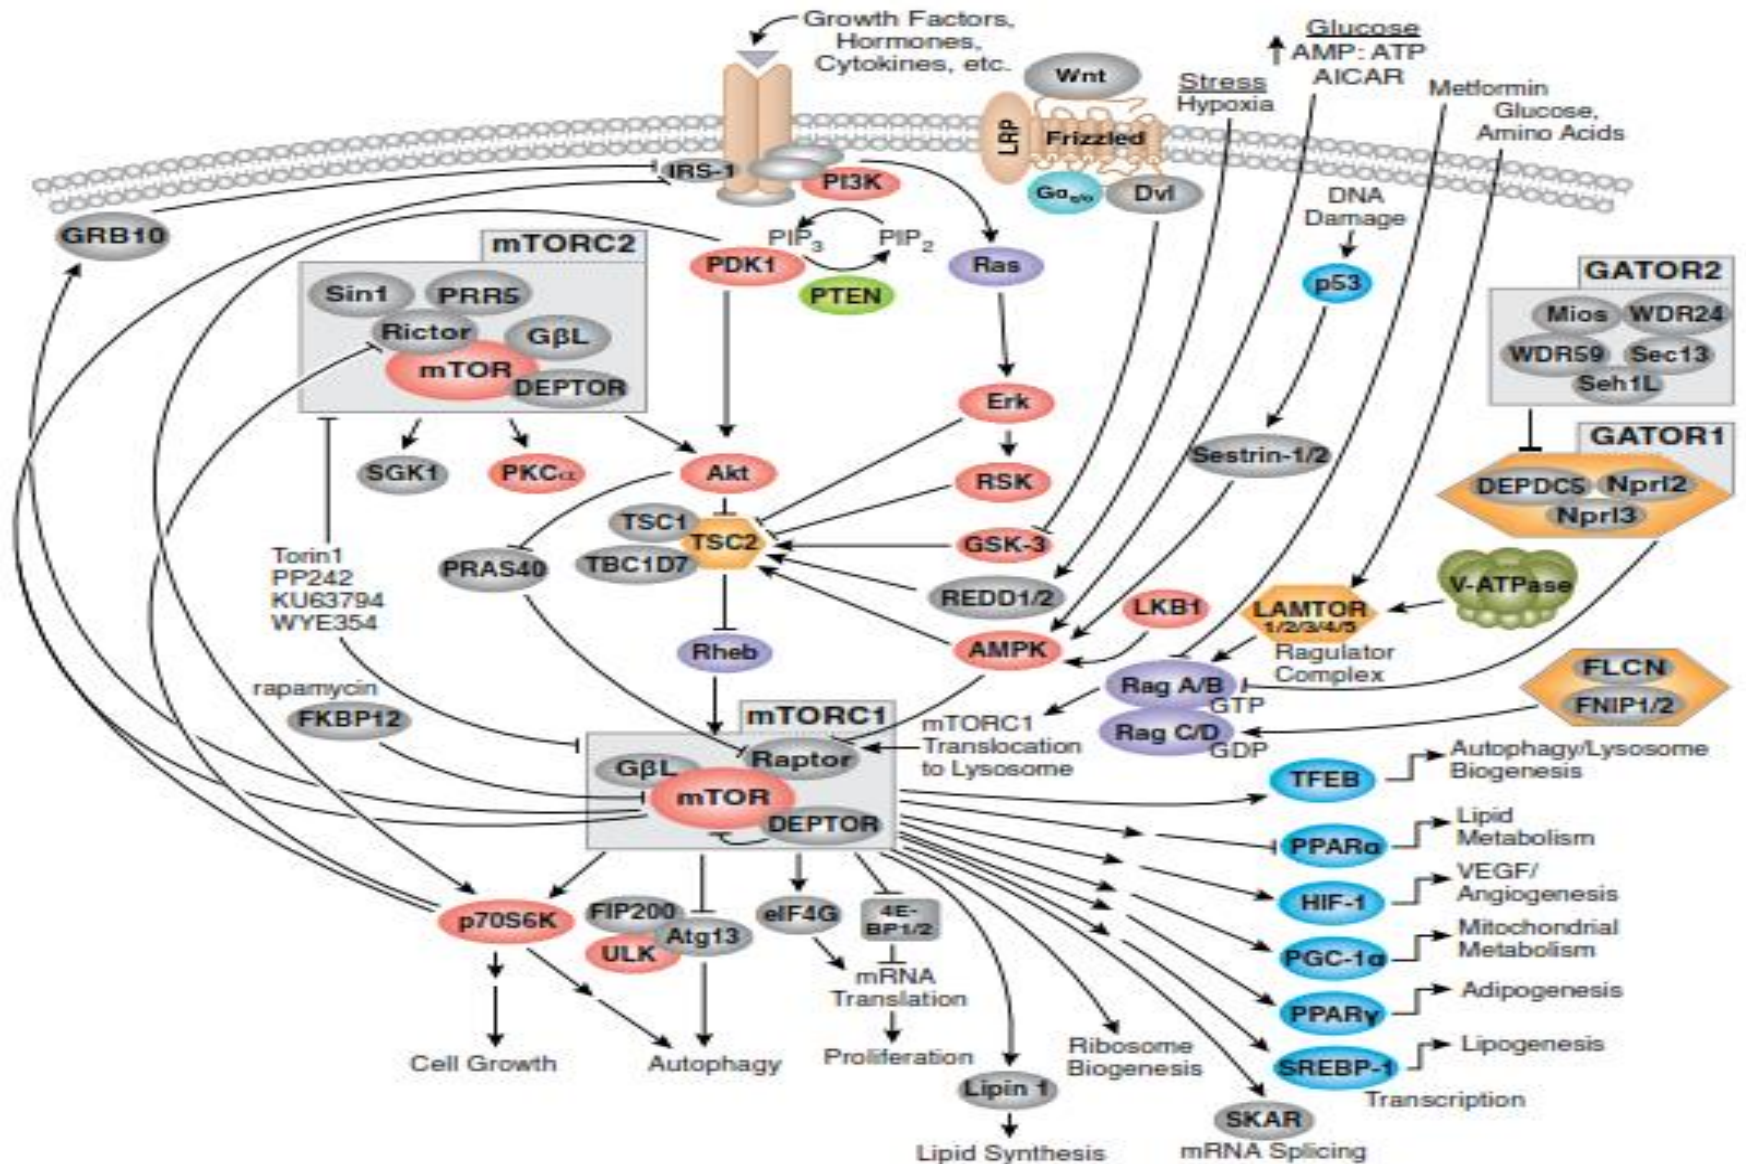 Growth Factors,
Hormones,
Cytokines, etc.
Wnt
Stress
Hypoxia
Glucose
AMP: ATP
AICAR
Metformin
Glucose,
Amino Acids
LRP
Frizzled
IRS-1
PI3K
Dvl
GRB10
PIP3
PIP2
DNA
Damage
mTORC2
PDK1
PTEN
Ras
p53
GATOR2
Sin1
PRR5
Rictor
GβL
mTOR
DEPTOR
Mios
WDR24
WDR59
Sec13
Seh1L
Erk
GATOR1
SGK1
PKCα
Akt
RSK
Sestrin-1/2
DEPDC5
Nprl2
Nprl3
TSC1
TSC2
TBC1D7
GSK-3
PRAS40
Torin1
PP242
KU63794
WYE354
REDD1/2
LKB1
LAMTOR
1/2/3/4/5
V-ATPase
Rheb
AMPK
Ragulator
Complex
FLCN
FNIP1/2
Rag A/B
GTP
Rag C/D
GDP
rapamycin
FKBP12
mTORC1
mTORC1
Translocation
to Lysosome
GβL
Raptor
mTOR
DEPTOR
TFEB
Autophagy/Lysosome
Biogenesis
PPARα
Lipid
Metabolism
HIF-1
VEGF/
Angiogenesis
PGC-1α
Mitochondrial
Metabolism
PPARγ
Adipogenesis
SREBP-1
Lipogenesis
Transcription
p70S6K
FIP200
ULK
Atg13
eIF4G
4E-
BP1/2
mRNA
Translation
Cell Growth
Autophagy
Proliferation
Ribosome
Biogenesis
Lipin 1
Lipid Synthesis
SKAR
mRNA Splicing